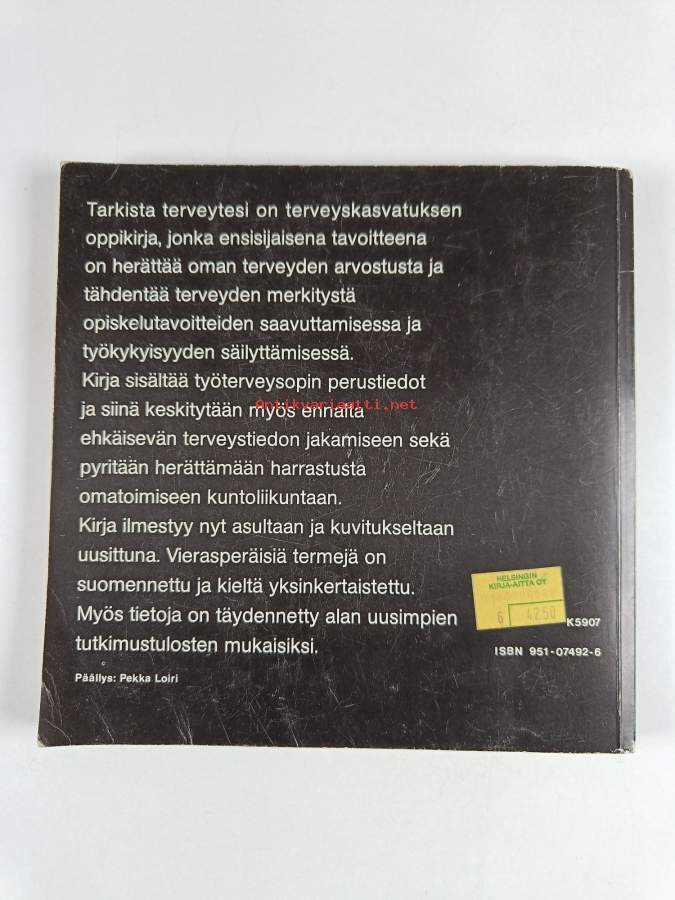 Tarkista terveytesi on terveyskasvatuksen
oppikirja, jonka ensisijaisena tavoitteena
on herättää oman terveyden arvostusta ja
tähdentää terveyden merkitystä
opiskelutavoitteiden saavuttamisessa ja
työkykyisyyden säilyttämisessä.
Kirja sisältää työterveysopin perustiedot
ja siinä keskitytään myös ennalta
Antikvariaatti.net
ehkäisevän terveystiedon jakamiseen sekä
pyritään herättämään harrastusta
omatoimiseen kuntoliikuntaan.
Kirja ilmestyy nyt asultaan ja kuvitukseltaan
uusittuna. Vierasperäisiä termejä on
suomennettu ja kieltä yksinkertaistettu.
Myös tietoja on täydennetty alan uusimpien
tutkimustulosten mukaisiksi.
Päällys: Pekka Loiri
HELSINGIN
KIRJA-AITTA OY
6 4250
K5907
ISBN 951-07492-6